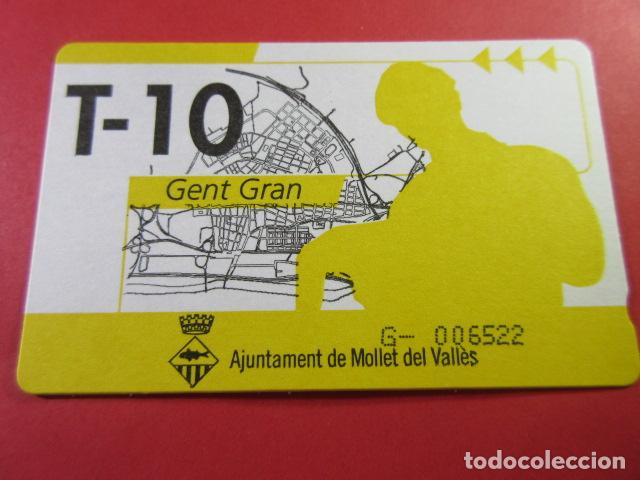 T-10
Gent Gran
G- 006522
Ajuntament de Mollet del Vallès
todocoleccion